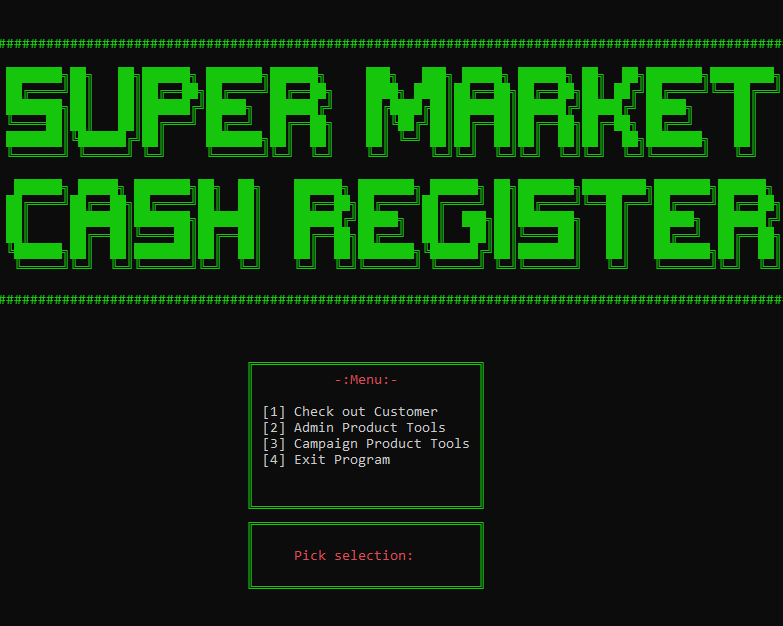 SUPER MARKET
CASH REGISTER
-:Menu:-
[1] Check out Customer
[2] Admin Product Tools
[3] Campaign Product Tools
[4] Exit Program
Pick selection: